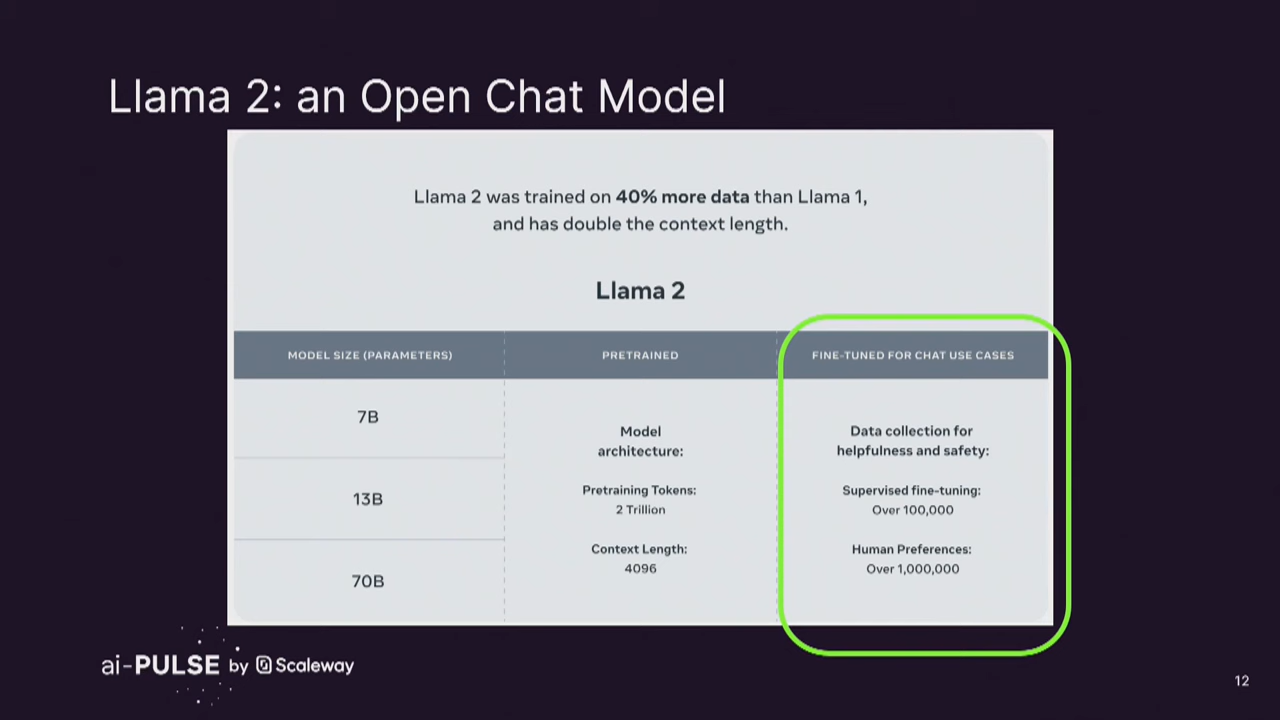 Llama 2: an Open Chat Model
Llama 2 was trained on 40% more data than Llama 1,
and has double the context length.
Llama 2
MODEL SIZE (PARAMETERS)
PRETRAINED
FINE-TUNED FOR CHAT USE CASES
7B
13B
70B
Model
architecture:
Pretraining Tokens:
2 Trillion
Context Length:
4096
Data collection for
helpfulness and safety:
Supervised fine-tuning:
Over 100,000
Human Preferences:
Over 1,000,000
ai-PULSE by Scaleway
12